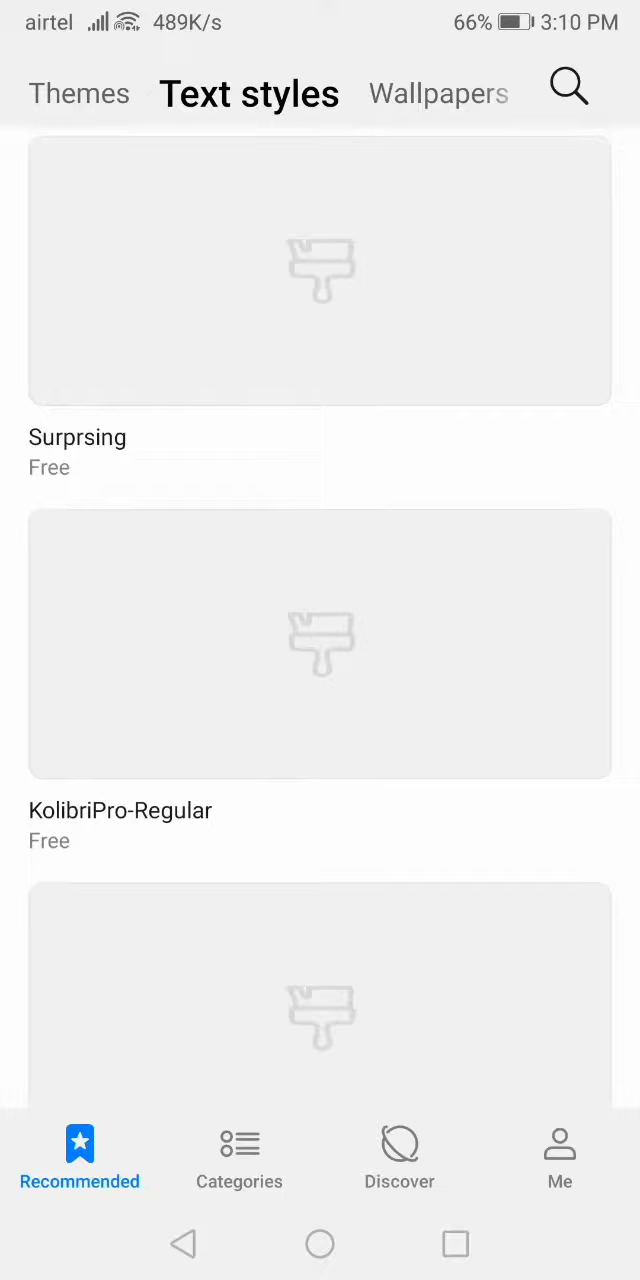 airtel 489K/s 66% 3:10 PM
Themes Text styles Wallpapers
Surprsing
Free
KolibriPro-Regular
Free
Recommended Categories Discover Me